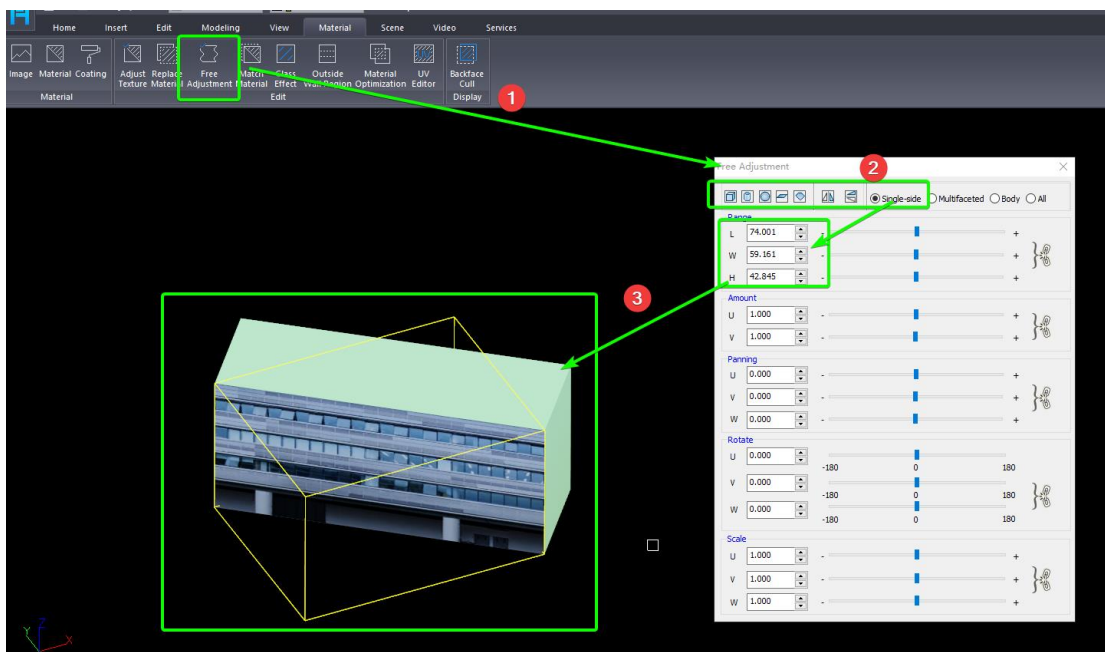 Home Insert Edit Modeling View Material Scene Video Services
Image Material Coating Adjust Texture Replace Material Free Adjustment Match Material Glass Effect Outside Wall Region Material Optimization UV Editor Backface Cull
Material Edit Display
1
Free Adjustment
2
Single-side Multifaceted Body All
Range
L 74.001 - +
W 59.161 - +
H 42.845 - +
3
Amount
U 1.000 - +
V 1.000 - +
Panning
U 0.000 - +
V 0.000 - +
W 0.000 - +
Rotate
U 0.000
-180 0 180
V 0.000
-180 0 180
W 0.000
-180 0 180
Scale
U 1.000 - +
V 1.000 - +
W 1.000 - +
Z
Y
X